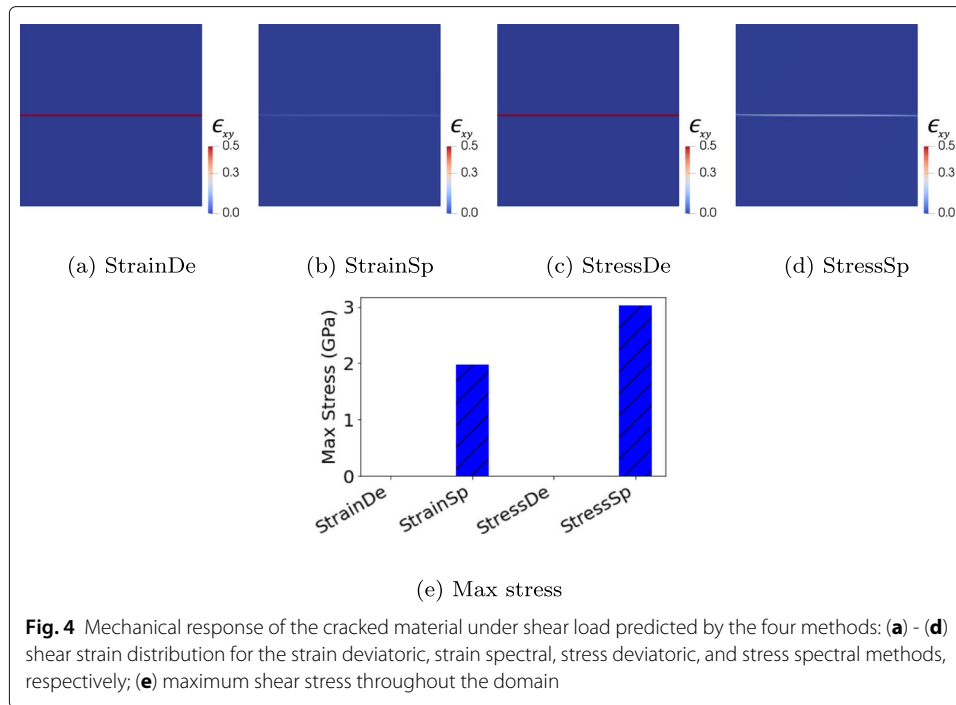 ϵxy ϵxy ϵxy ϵxy
0.5 0.5 0.5 0.5
0.3 0.3 0.3 0.3
0.0 0.0 0.0 0.0
(a) StrainDe (b) StrainSp (c) StressDe (d) StressSp
Max Stress (GPa)
3
2
1
0
StrainDe StrainSp StressDe StressSp
(e) Max stress
Fig. 4 Mechanical response of the cracked material under shear load predicted by the four methods: (a) - (d)
shear strain distribution for the strain deviatoric, strain spectral, stress deviatoric, and stress spectral methods,
respectively; (e) maximum shear stress throughout the domain